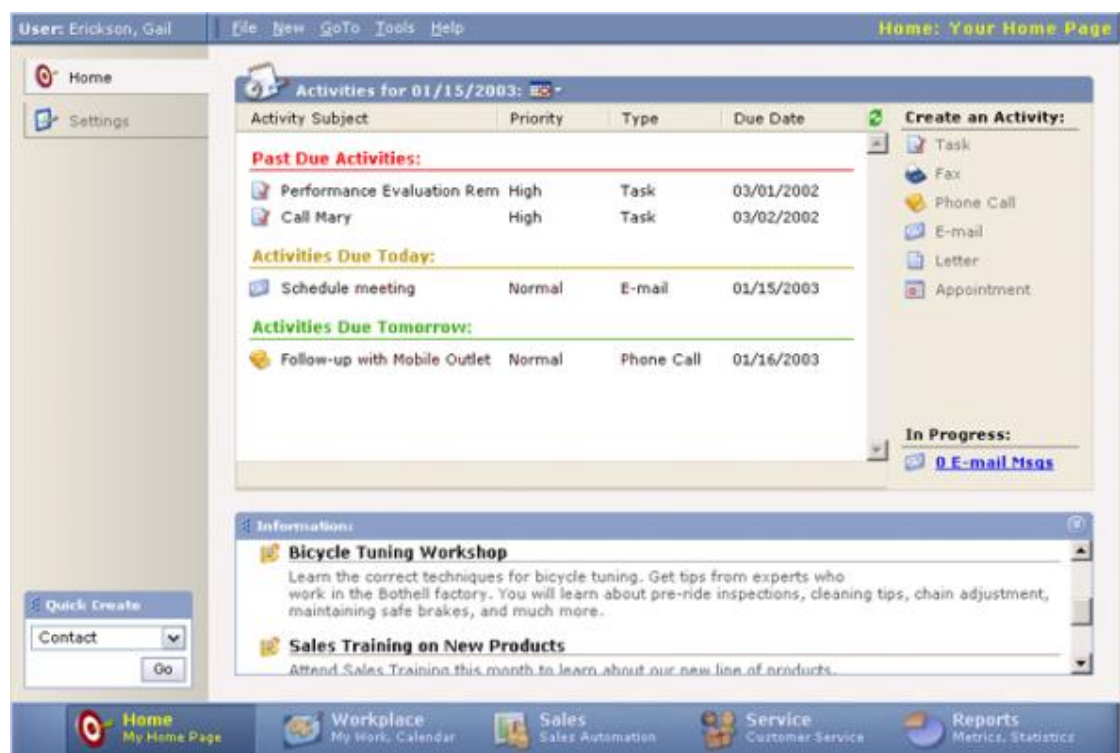 User: Erickson, Gail
File New GoTo Tools Help
Home: Your Home Page
Home
Settings
Activities for 01/15/2003:
Activity Subject Priority Type Due Date
Past Due Activities:
Performance Evaluation Rem High Task 03/01/2002
Call Mary High Task 03/02/2002
Activities Due Today:
Schedule meeting Normal E-mail 01/15/2003
Activities Due Tomorrow:
Follow-up with Mobile Outlet Normal Phone Call 01/16/2003
Create an Activity:
Task
Fax
Phone Call
E-mail
Letter
Appointment
In Progress:
0 E-mail Msgs
Information:
Bicycle Tuning Workshop
Learn the correct techniques for bicycle tuning. Get tips from experts who
work in the Bothell factory. You will learn about pre-ride inspections, cleaning tips, chain adjustment,
maintaining safe brakes, and much more.
Sales Training on New Products
Attend Sales Training this month to learn about our new line of products.
Quick Create
Contact
Go
Home
My Home Page
Workplace
My Work, Calendar
Sales
Sales Automation
Service
Customer Service
Reports
Metrics, Statistics